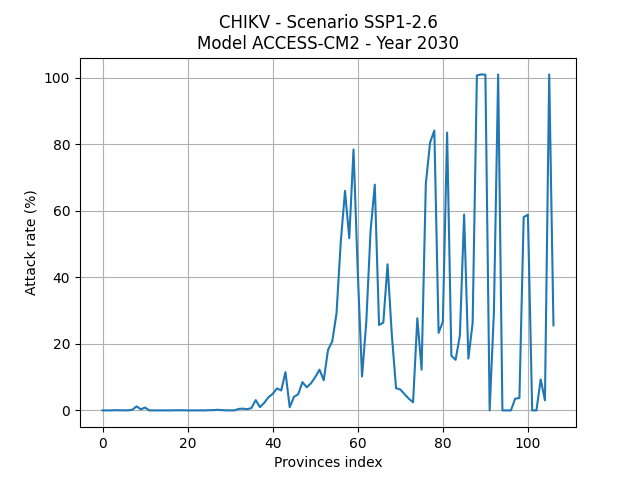 CHIKV - Scenario SSP1-2.6
Model ACCESS-CM2 - Year 2030
Attack rate (%)
100
80
60
40
20
0
0 20 40 60 80 100
Provinces index